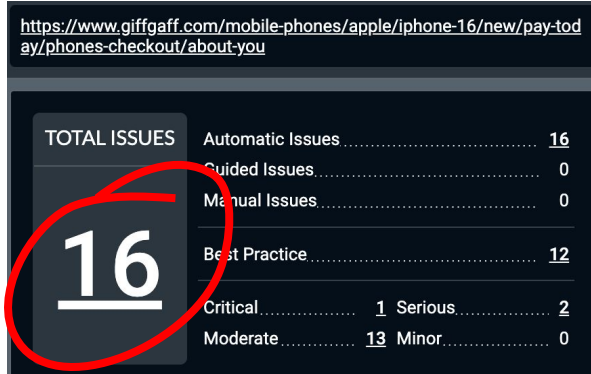 https://www.giffgaff.com/mobile-phones/apple/iphone-16/new/pay-tod
ay/phones-checkout/about-you
TOTAL ISSUES
16
Automatic Issues 16
Guided Issues 0
Manual Issues 0
Best Practice 12
Critical 1 Serious 2
Moderate 13 Minor 0